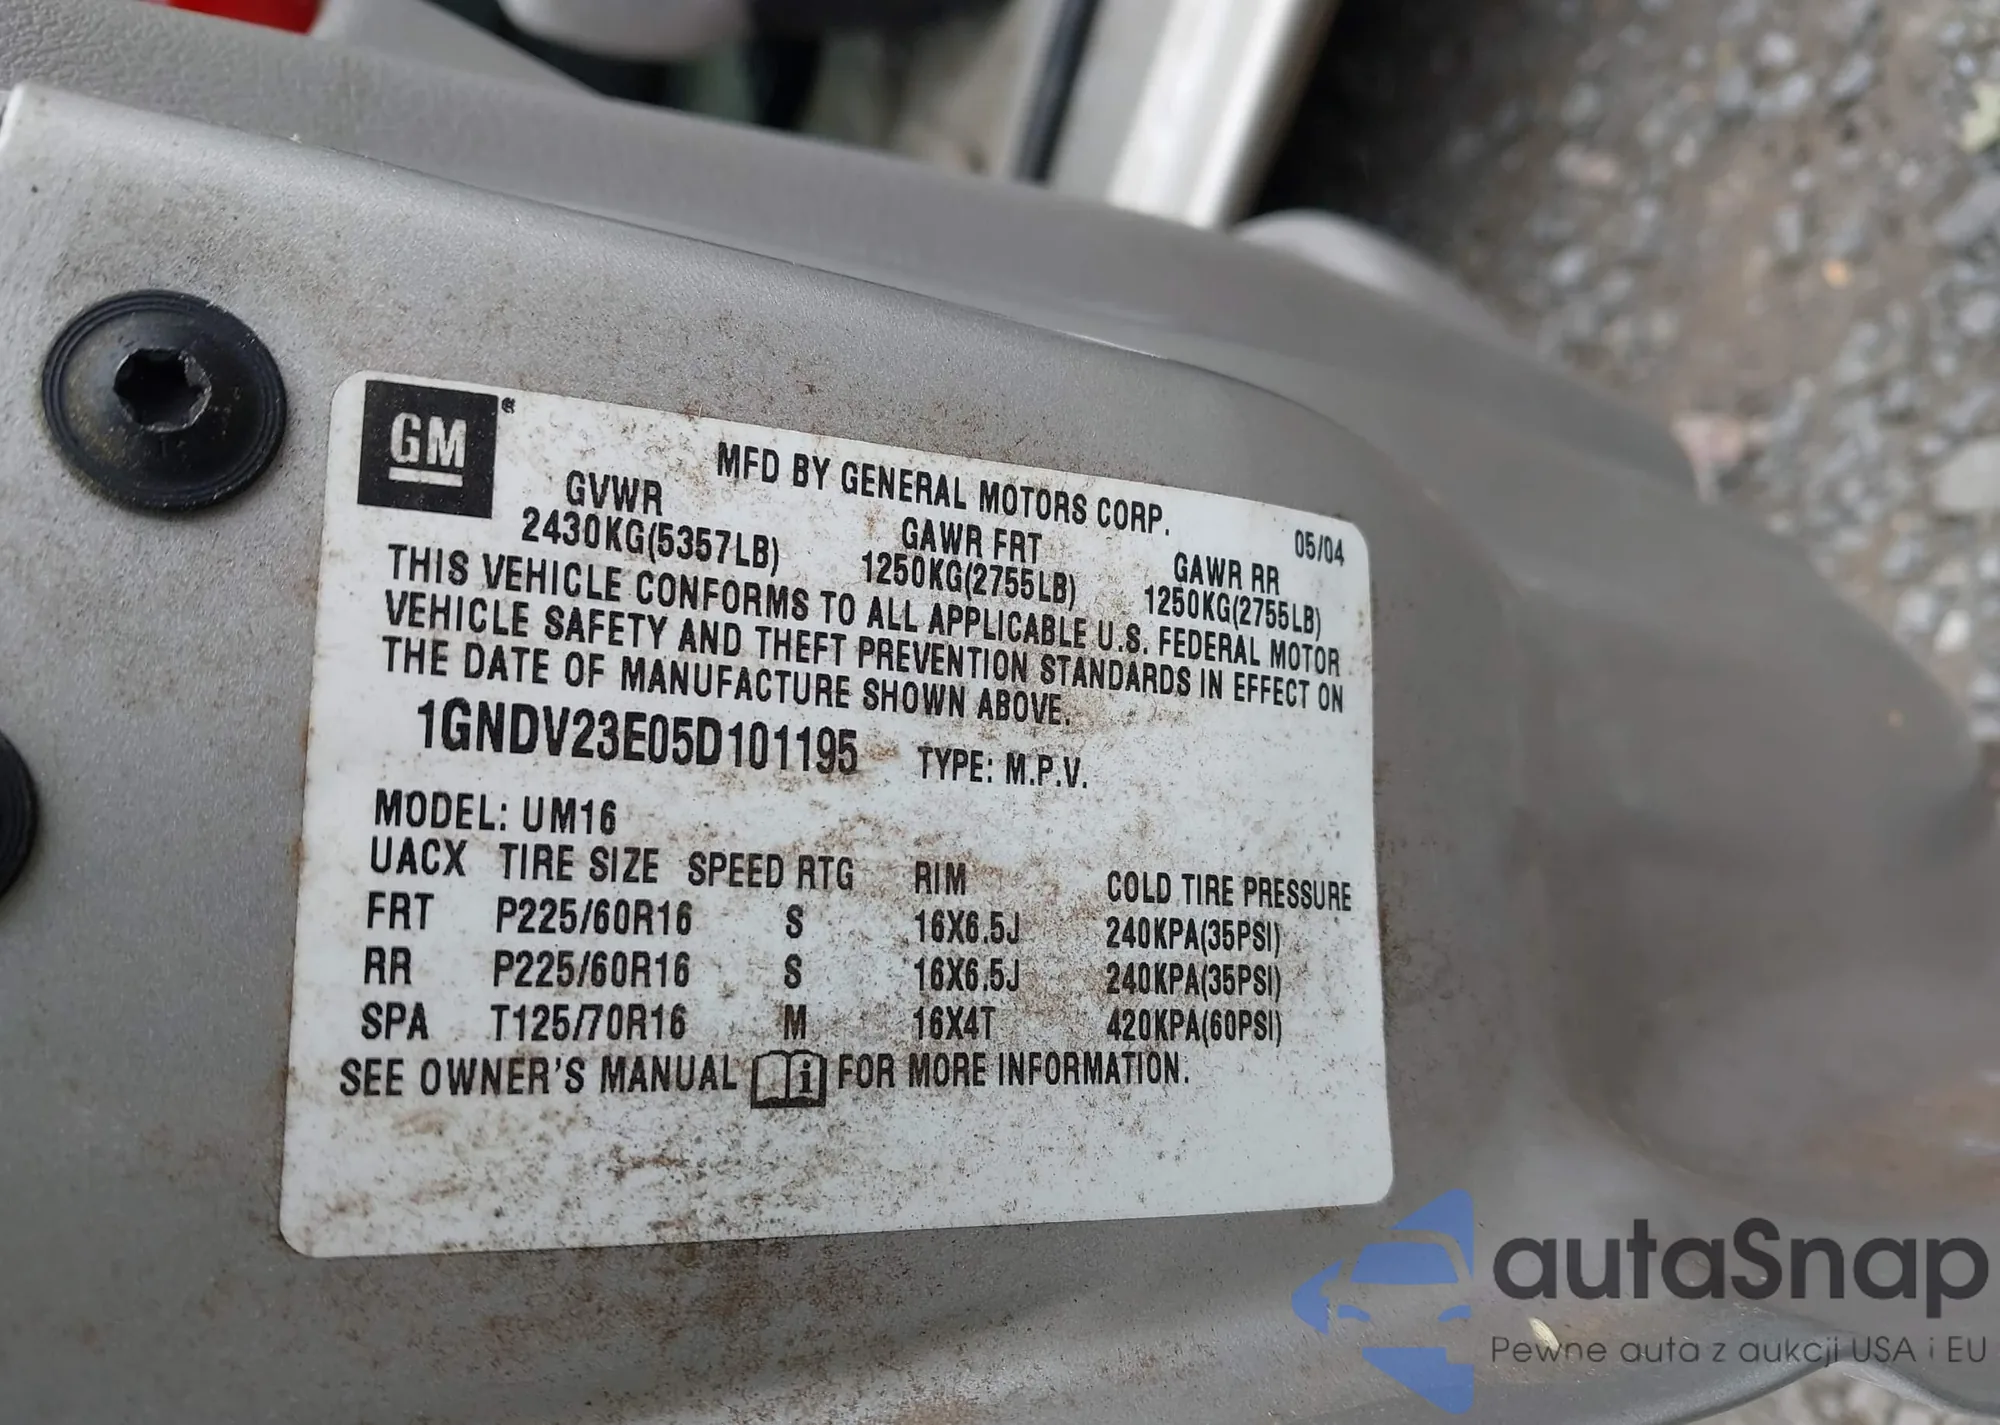 GM
MFD BY GENERAL MOTORS CORP.
05/04
GVWR GAWR FRT GAWR RR
2430KG(5357LB) 1250KG(2755LB) 1250KG(2755LB)
THIS VEHICLE CONFORMS TO ALL APPLICABLE U.S. FEDERAL MOTOR
VEHICLE SAFETY AND THEFT PREVENTION STANDARDS IN EFFECT ON
THE DATE OF MANUFACTURE SHOWN ABOVE.
1GNDV23E05D101195 TYPE: M.P.V.
MODEL: UM16
UACX TIRE SIZE SPEED RTG RIM COLD TIRE PRESSURE
FRT P225/60R16 S 16X6.5J 240KPA(35PSI)
RR P225/60R16 S 16X6.5J 240KPA(35PSI)
SPA T125/70R16 M 16X4T 420KPA(60PSI)
SEE OWNER'S MANUAL FOR MORE INFORMATION.
autaSnap
Pewne auta z aukcji USA i EU